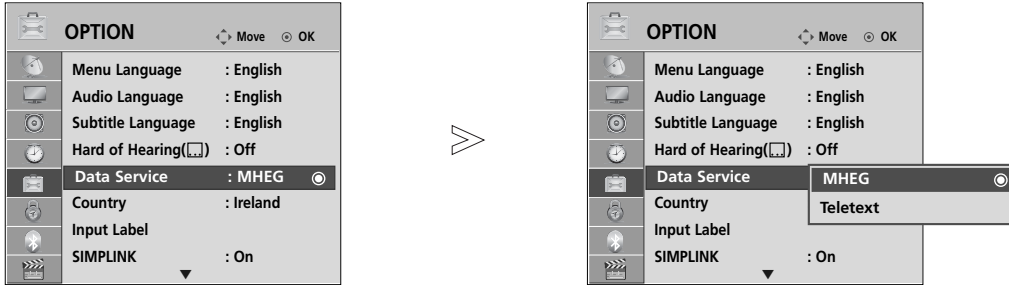 OPTION
Move OK
Menu Language : English
Audio Language : English
Subtitle Language : English
Hard of Hearing( ) : Off
Data Service : MHEG
Country : Ireland
Input Label
SIMPLINK : On
>
OPTION
Move OK
Menu Language : English
Audio Language : English
Subtitle Language : English
Hard of Hearing( ) : Off
Data Service
MHEG
Teletext
Country
Input Label
SIMPLINK : On